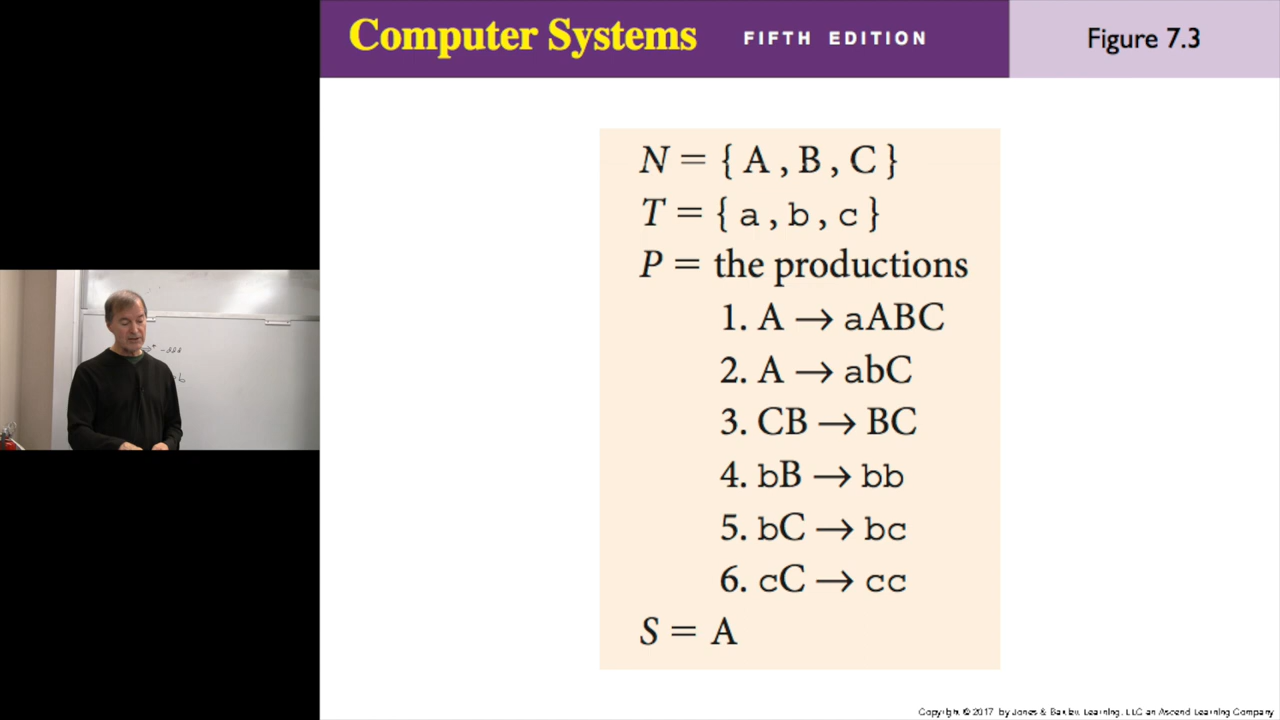 Computer Systems FIFTH EDITION Figure 7.3
N = { A , B , C }
T = { a , b , c }
P = the productions
1. A → aABC
2. A → abC
3. CB → BC
4. bB → bb
5. bC → bc
6. cC → cc
S = A
Copyright © 2017 by Jones & Bartlett Learning, LLC an Ascend Learning Company